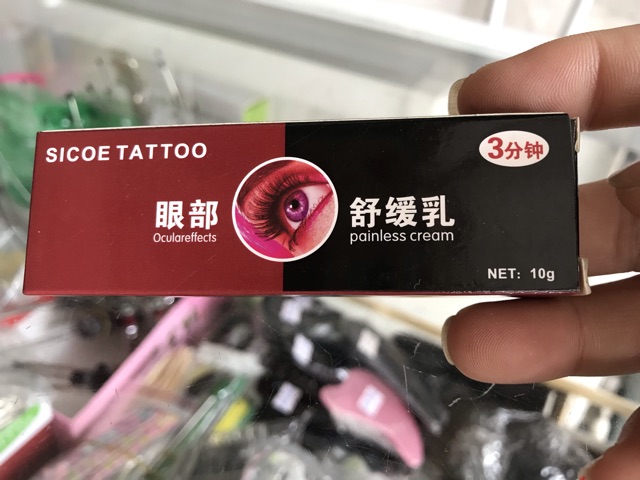 SICOE TATTOO
3分钟
眼部 舒缓乳
Oculareffects painless cream
NET: 10g